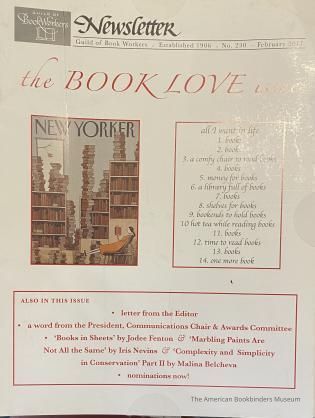 GUILD OF
BOOKWORKERS
Newsletter
Guild of Book Workers . Established 1906 . No. 230 - February 2017
the BOOK LOVE issue
NEW YORKER
all I want in life
1. books
2. book
3. a comfy chair to read books
4. books
5. money for books
6. a library full of books
7. books
8. shelves for books
9. bookends to hold books
10 hot tea while reading books
11. books
12. time to read books
13. books
14. one more book
ALSO IN THIS ISSUE
• letter from the Editor
• a word from the President, Communications Chair & Awards Committee
• 'Books in Sheets' by Jodee Fenton & 'Marbling Paints Are
Not All the Same' by Iris Nevins & 'Complexity and Simplicity
in Conservation' Part II by Malina Belcheva
• nominations now!
The American Bookbinders Museum